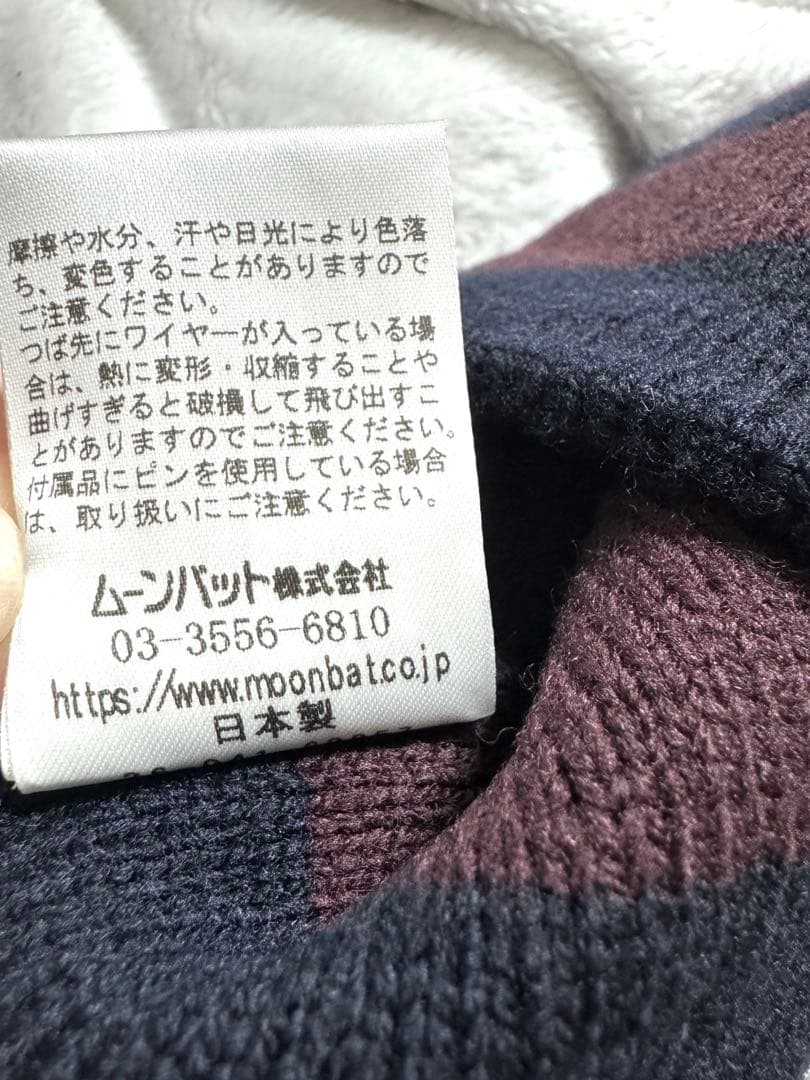 摩擦や水分、汗や日光により色落
ち、変色することがありますので
ご注意ください。
つば先にワイヤーが入っている場
合は、熱に変形・収縮することや
曲げすぎると破損して飛び出すこ
とがありますのでご注意ください。
付属品にピンを使用している場合
は、取り扱いにご注意ください。
ムーンバット株式会社
03-3556-6810
https://www.moonbat.co.jp
日本製